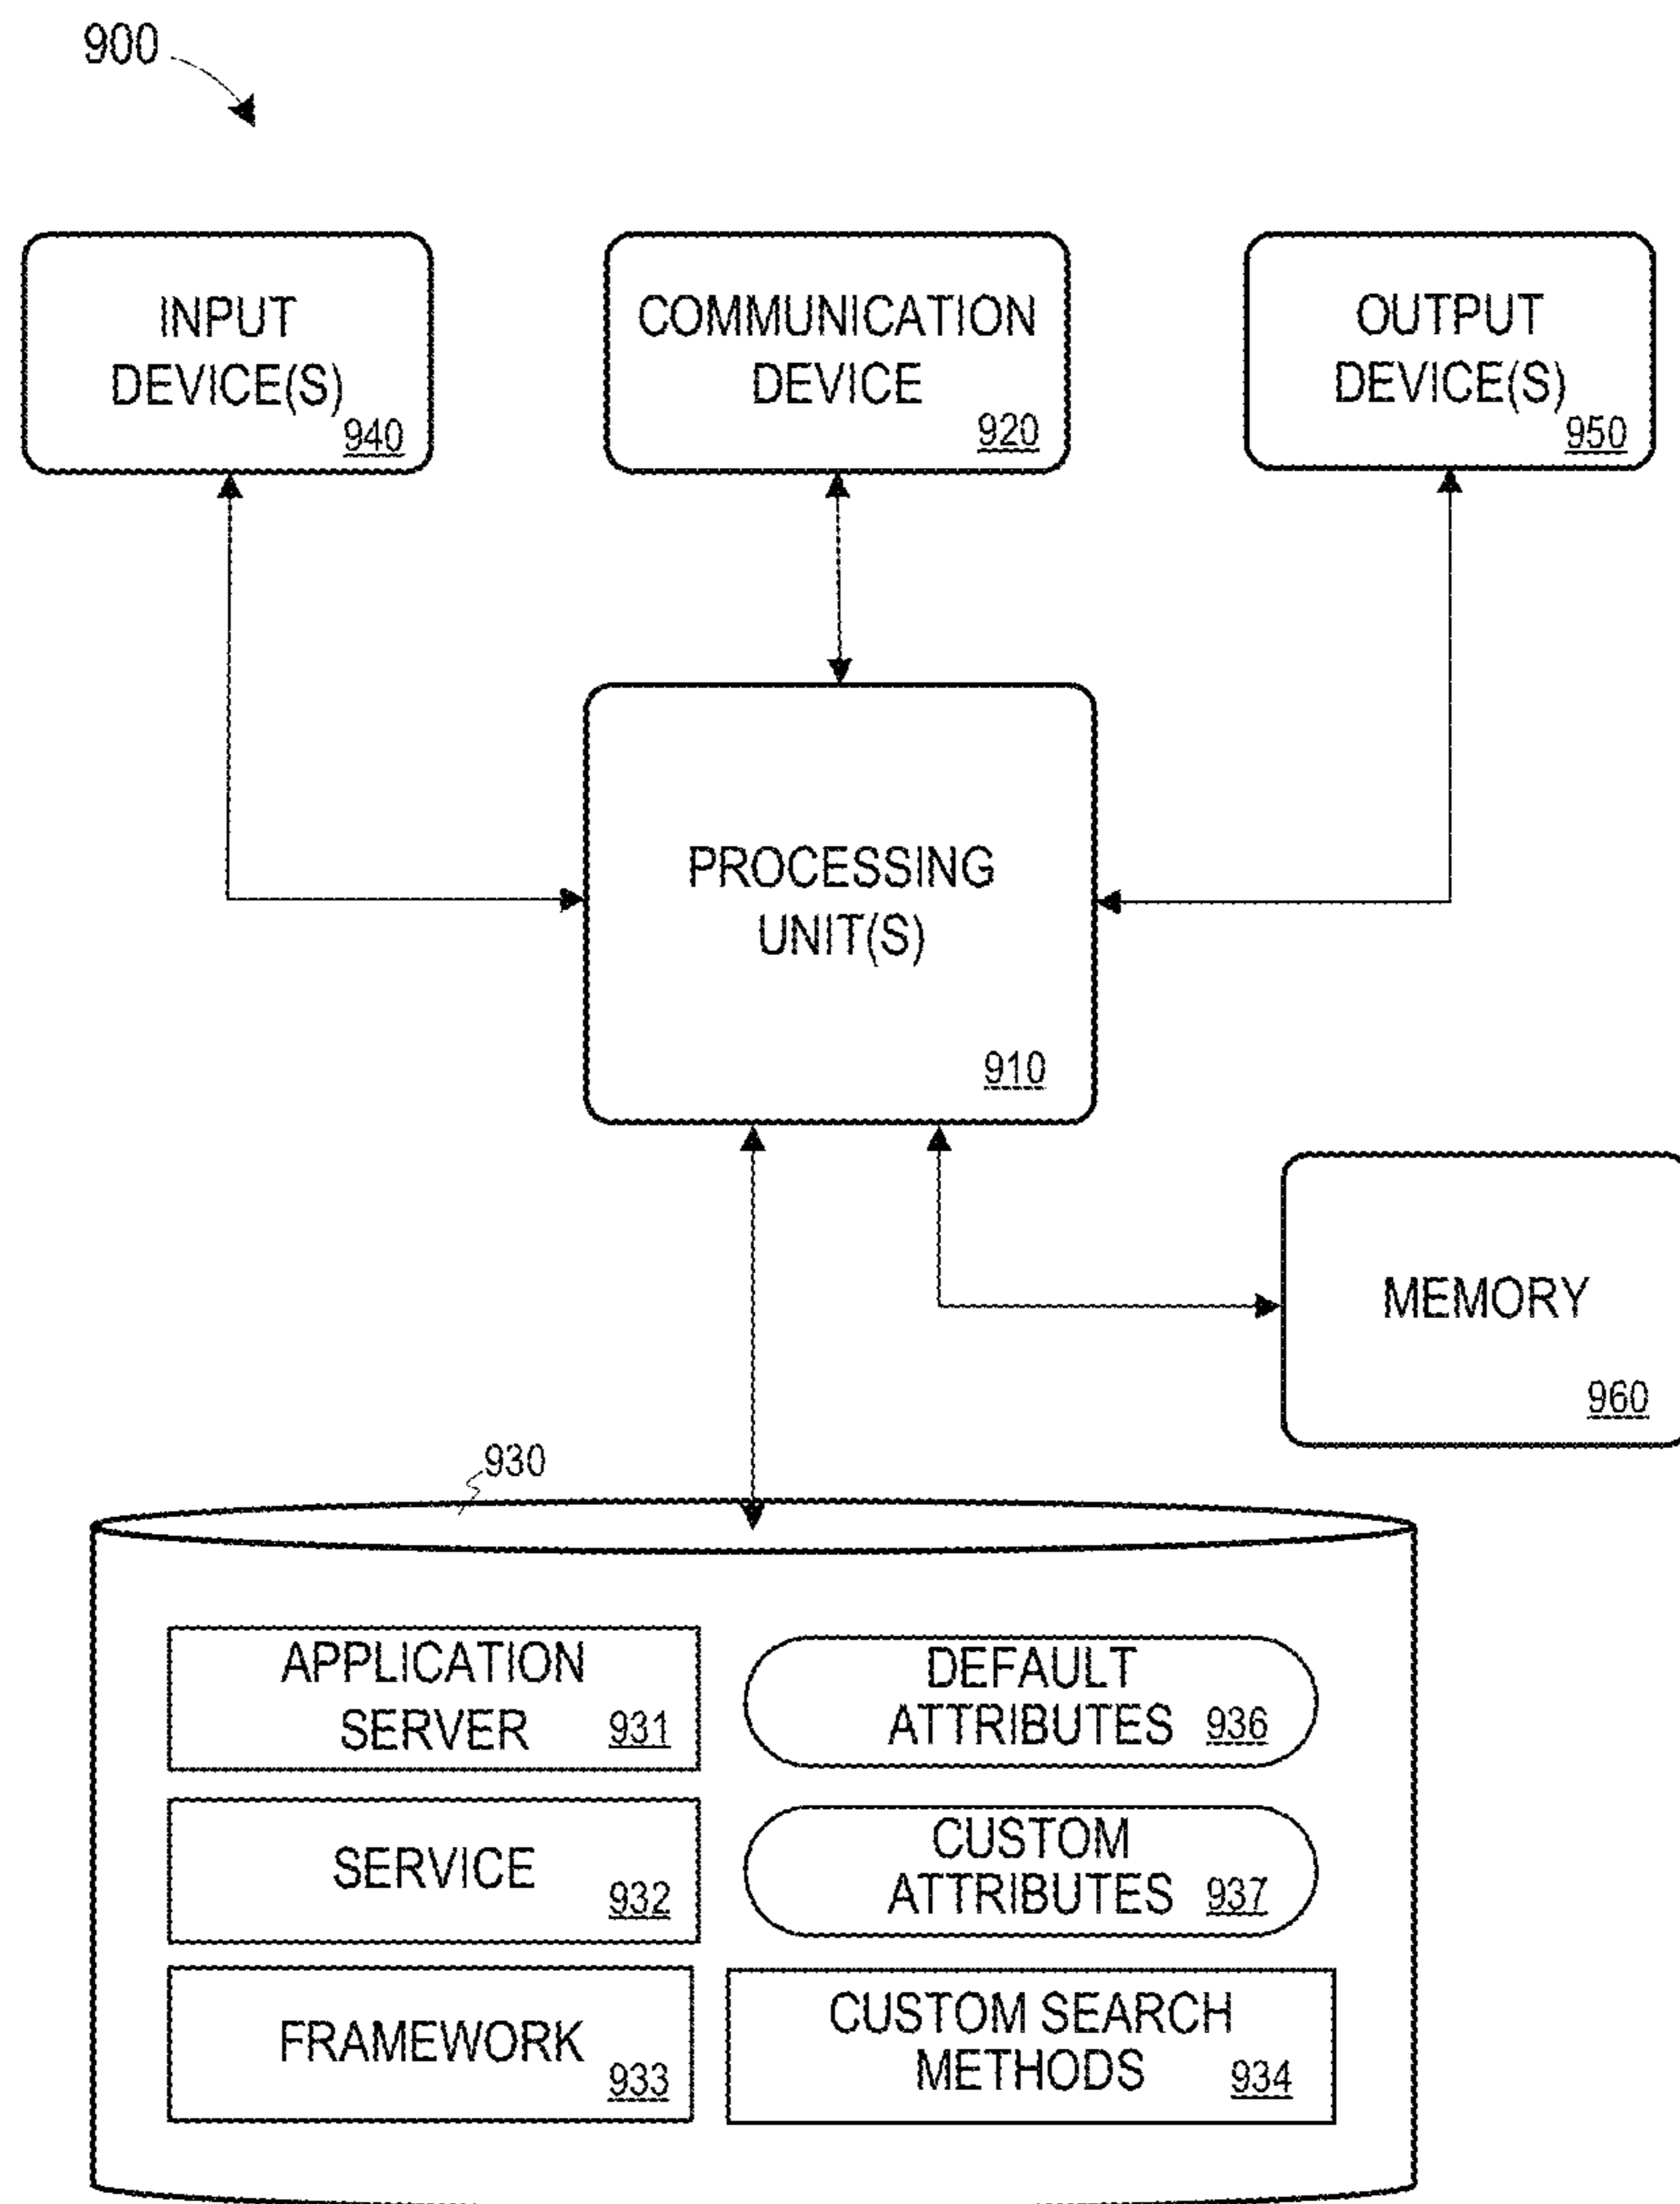 900
INPUT
DEVICE(S)
940
COMMUNICATION
DEVICE
920
OUTPUT
DEVICE(S)
950
PROCESSING
UNIT(S)
910
MEMORY
960
930
APPLICATION
SERVER 931
DEFAULT
ATTRIBUTES 936
SERVICE
932
CUSTOM
ATTRIBUTES 937
FRAMEWORK
933
CUSTOM SEARCH
METHODS 934